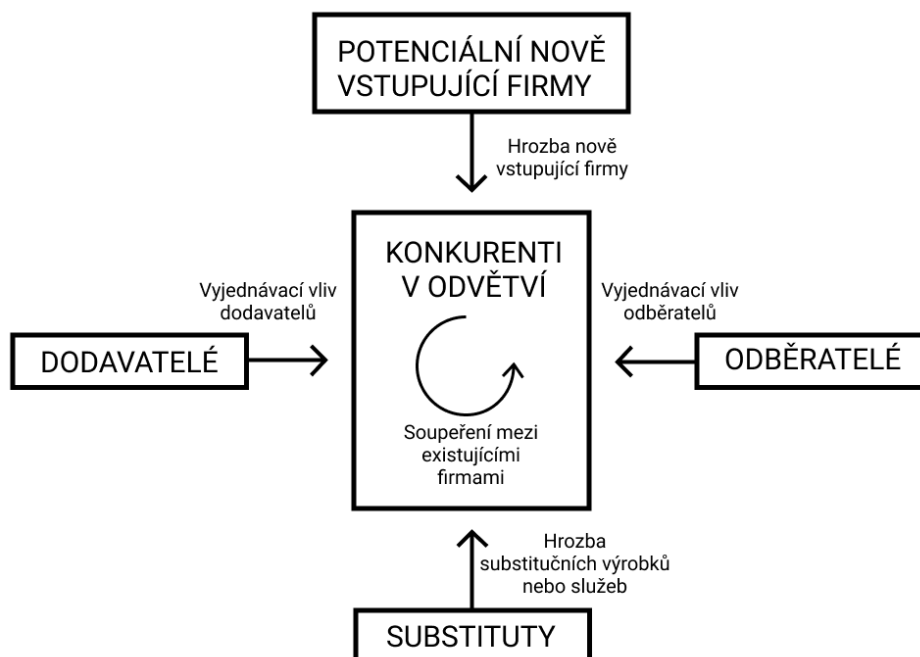 POTENCIÁLNÍ NOVĚ
VSTUPUJÍCÍ FIRMY
Hrozba nově
vstupující firmy
KONKURENTI
V ODVĚTVÍ
Vyjednávací vliv
dodavatelů
Vyjednávací vliv
odběratelů
DODAVATELÉ
ODBĚRATELÉ
Soupeření mezi
existujícími
firmami
Hrozba
substitučních výrobků
nebo služeb
SUBSTITUTY